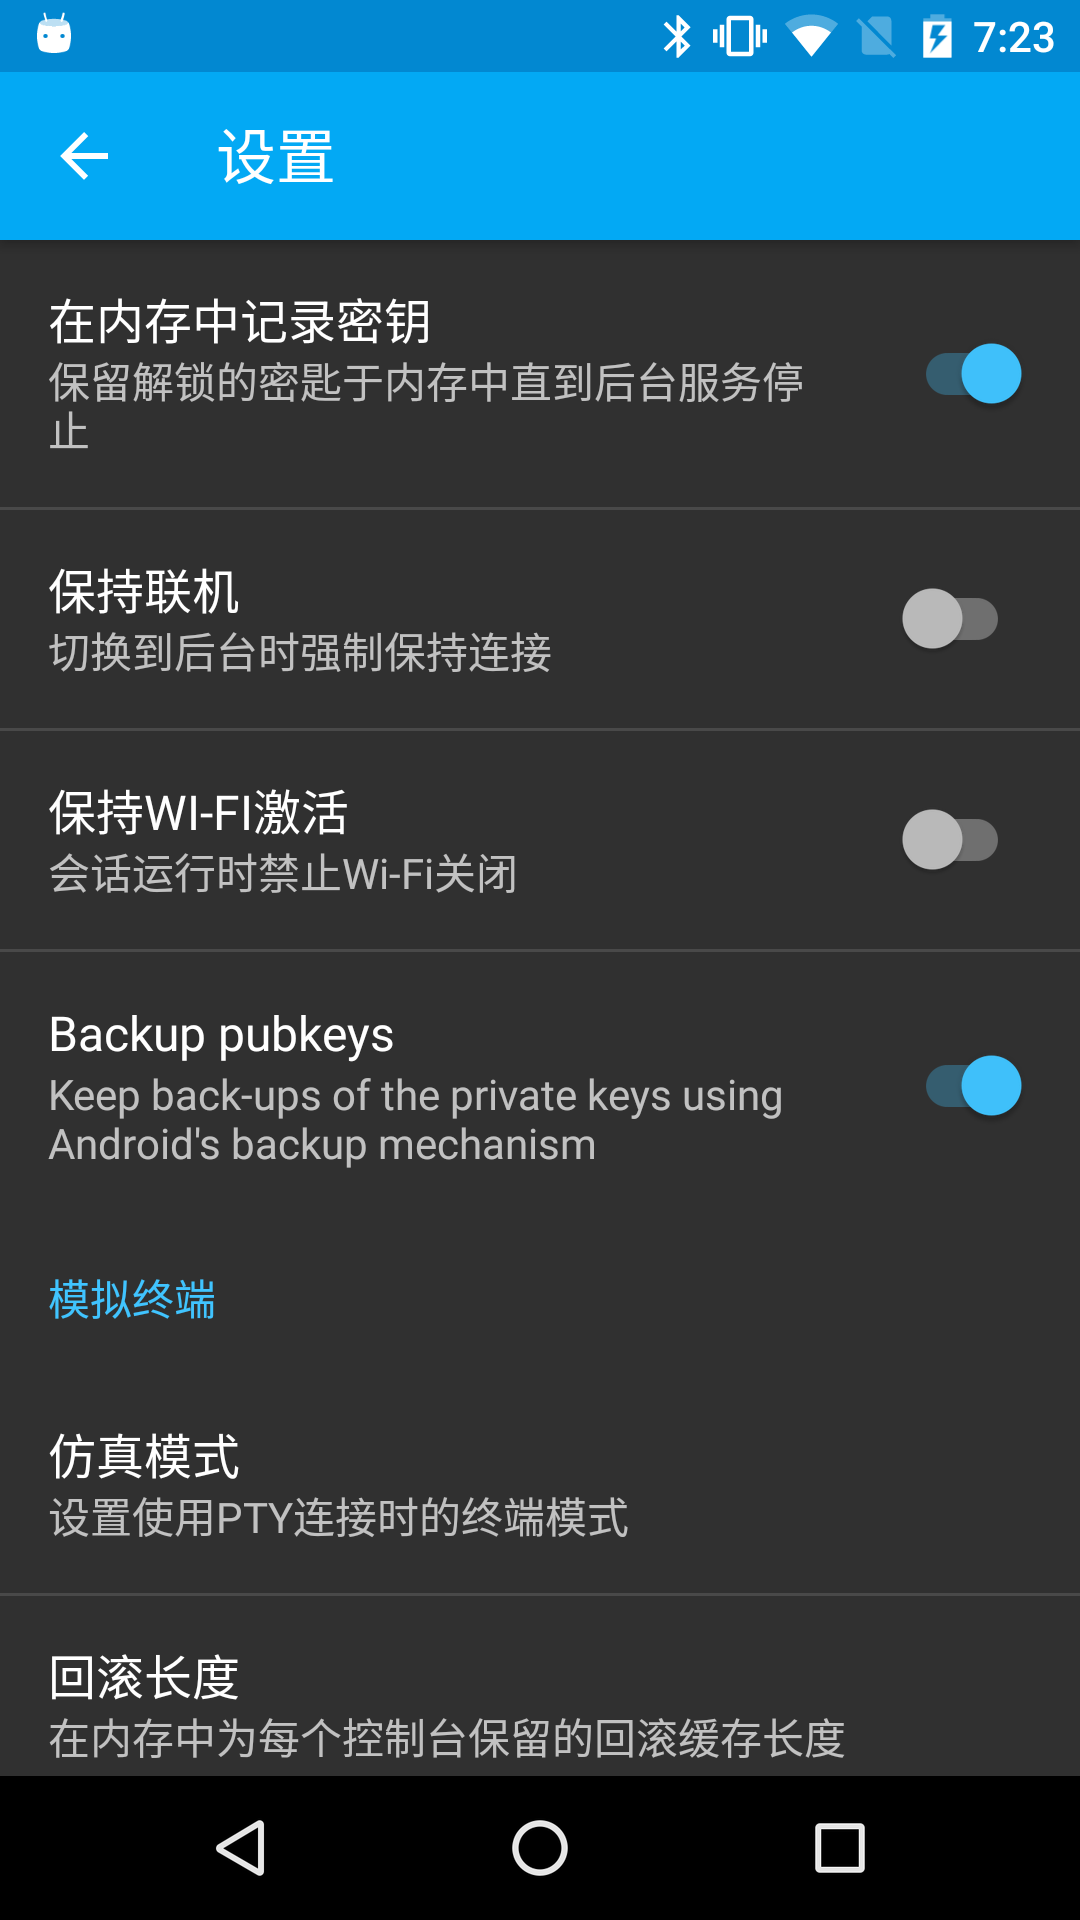 7:23
设置
在内存中记录密钥
保留解锁的密匙于内存中直到后台服务停
止
保持联机
切换到后台时强制保持连接
保持WI-FI激活
会话运行时禁止Wi-Fi关闭
Backup pubkeys
Keep back-ups of the private keys using
Android's backup mechanism
模拟终端
仿真模式
设置使用PTY连接时的终端模式
回滚长度
在内存中为每个控制台保留的回滚缓存长度